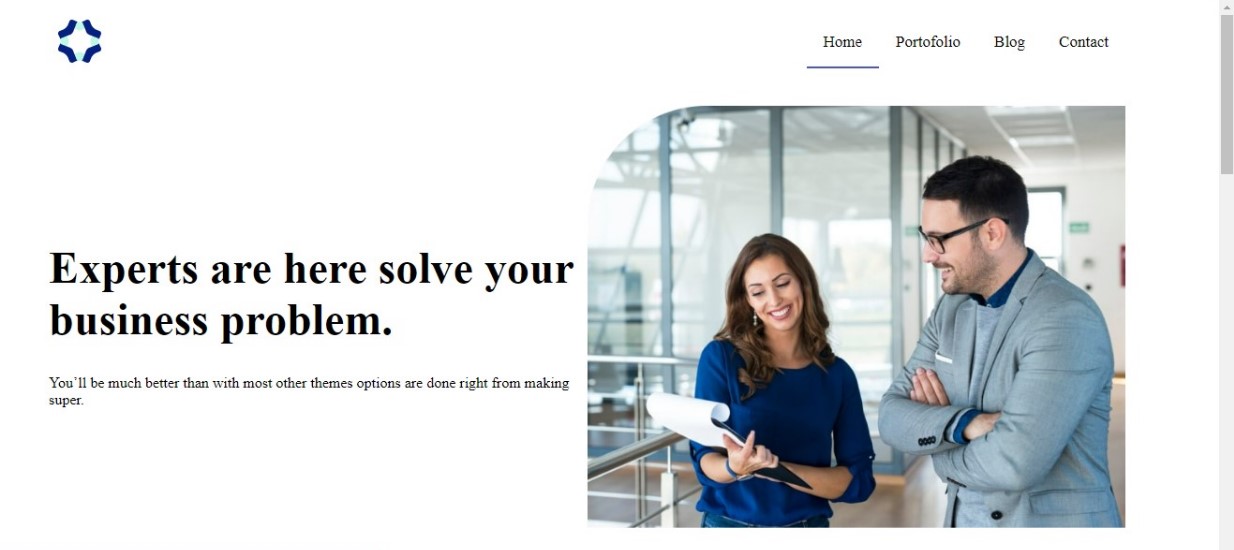 Home Portofolio Blog Contact
Experts are here solve your
business problem.
You’ll be much better than with most other themes options are done right from making
super.